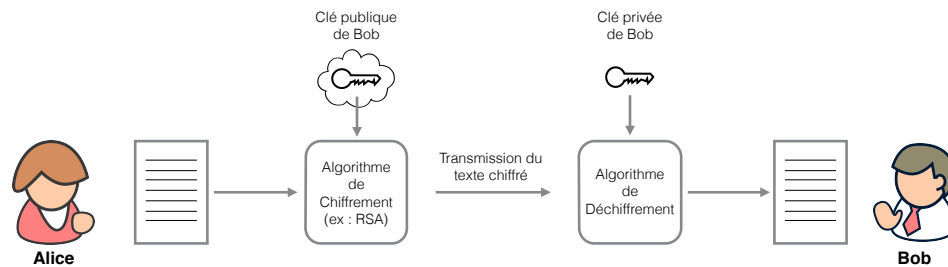 Clé publique
de Bob
Clé privée
de Bob
Algorithme
de
Chiffrement
(ex : RSA)
Transmission du
texte chiffré
Algorithme
de
Déchiffrement
Alice
Bob